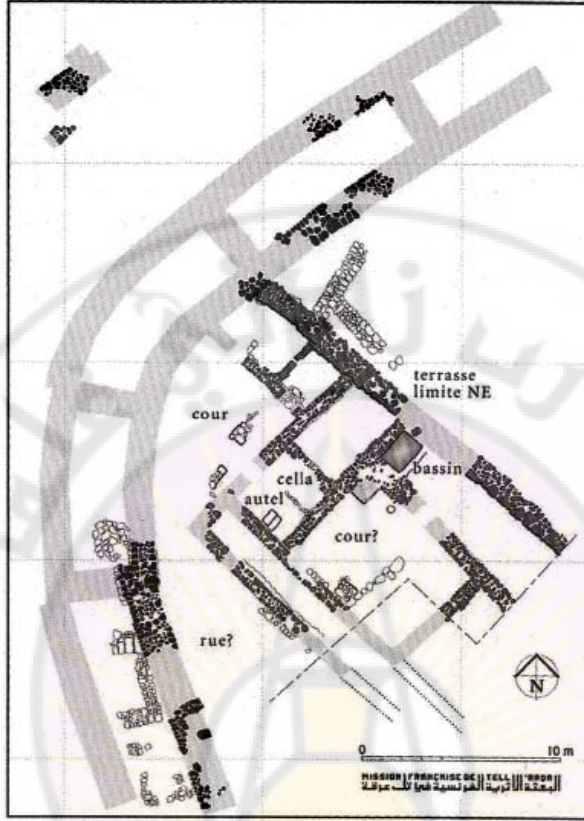 terrasse
limite NE
cour
bassin
cella
autel
cour?
rue?
N
0 10 m
MISSION FRANÇAISE DE TELL 'ARQA
البعثة الأثرية الفرنسية في تل عرقة